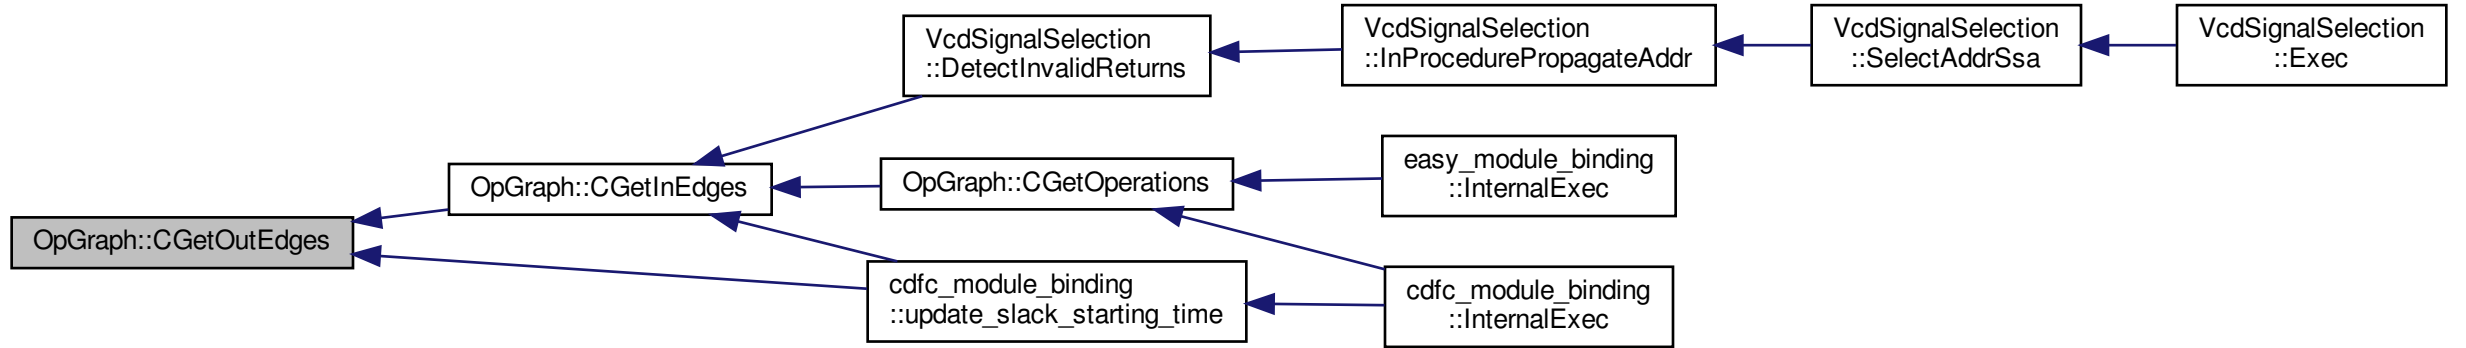 VcdSignalSelection
::DetectInvalidReturns
VcdSignalSelection
::InProcedurePropagateAddr
VcdSignalSelection
::SelectAddrSsa
VcdSignalSelection
::Exec
OpGraph::CGetOutEdges
OpGraph::CGetInEdges
OpGraph::CGetOperations
easy_module_binding
::InternalExec
cdfc_module_binding
::update_slack_starting_time
cdfc_module_binding
::InternalExec